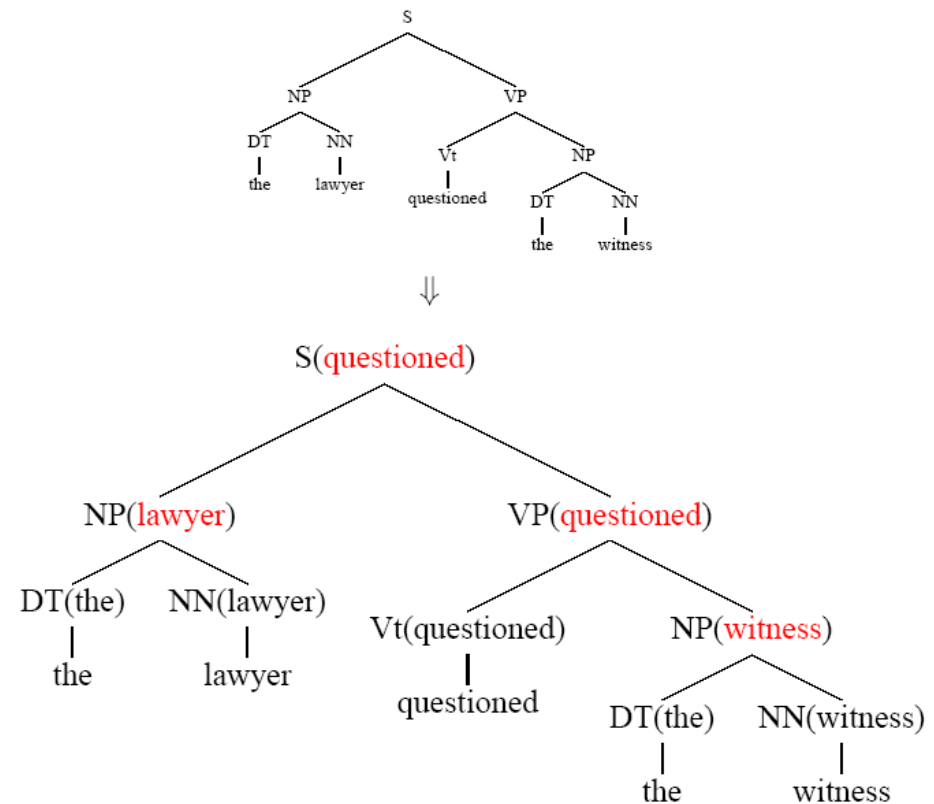 S
NP VP
DT NN Vt NP
the lawyer questioned DT NN
the witness
⇓
S(questioned)
NP(lawyer) VP(questioned)
DT(the) NN(lawyer) Vt(questioned) NP(witness)
the lawyer questioned DT(the) NN(witness)
the witness